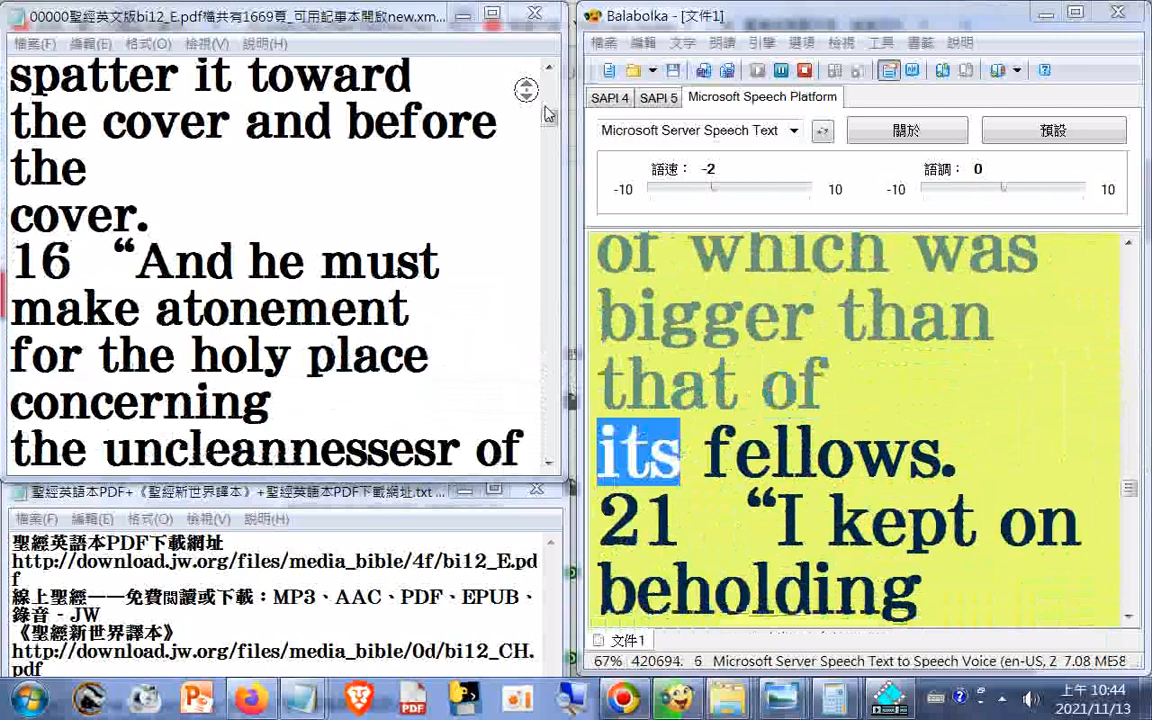 00000聖經英文版bi12_E.pdf檔共有1669頁_可用記事本開啟new.xm...
檔案(F) 編輯(E) 格式(O) 檢視(V) 說明(H)
spatter it toward
the cover and before
the
cover.
16 “And he must
make atonement
for the holy place
concerning
the uncleannessesr of
聖經英語本PDF+《聖經新世界譯本》+聖經英語本PDF下載網址.txt ...
檔案(F) 編輯(E) 格式(O) 檢視(V) 說明(H)
聖經英語本PDF下載網址
http://download.jw.org/files/media_bible/4f/bi12_E.pd
f
線上聖經——免費閱讀或下載：MP3、AAC、PDF、EPUB、
錄音 - JW
《聖經新世界譯本》
http://download.jw.org/files/media_bible/0d/bi12_CH.
pdf
Balabolka - [文件1]
檔案 編輯 文字 朗讀 引擎 選項 檢視 工具 書籤 說明
SAPI 4 SAPI 5 Microsoft Speech Platform
Microsoft Server Speech Text 關於 預設
語速： -2 語調： 0
-10 10 -10 10
of which was
bigger than
that of
its fellows.
21 “I kept on
beholding
文件1
67% 420694. 6 Microsoft Server Speech Text to Speech Voice (en-US, 2 7.08 ME58
PDF
上午 10:44
2021/11/13